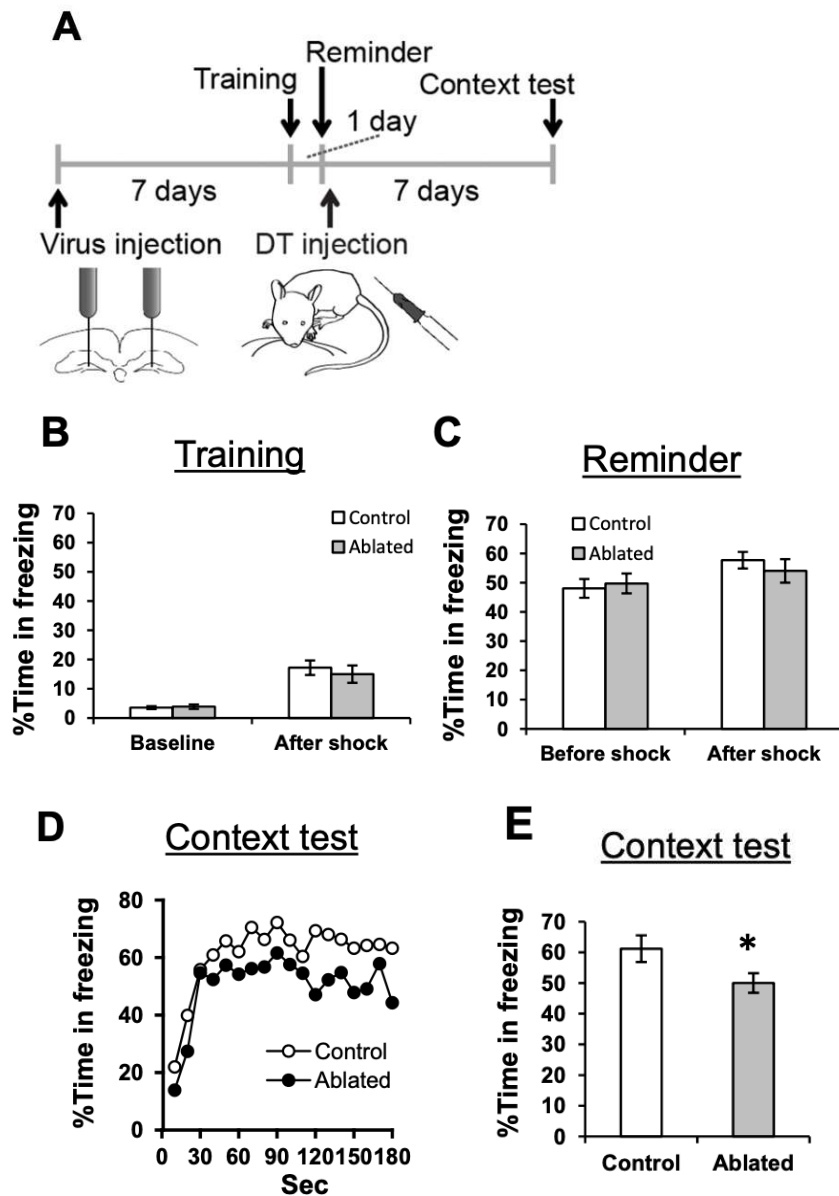 A
Reminder
Training
Context test
1 day
7 days
7 days
Virus injection
DT injection
B
Training
%Time in freezing
70
60
50
40
30
20
10
0
Control
Ablated
Baseline
After shock
C
Reminder
%Time in freezing
70
60
50
40
30
20
10
0
Control
Ablated
Before shock
After shock
D
Context test
%Time in freezing
80
60
40
20
0
Control
Ablated
0 30 60 90 120 150 180
Sec
E
Context test
%Time in freezing
70
60
50
40
30
20
10
0
*
Control
Ablated